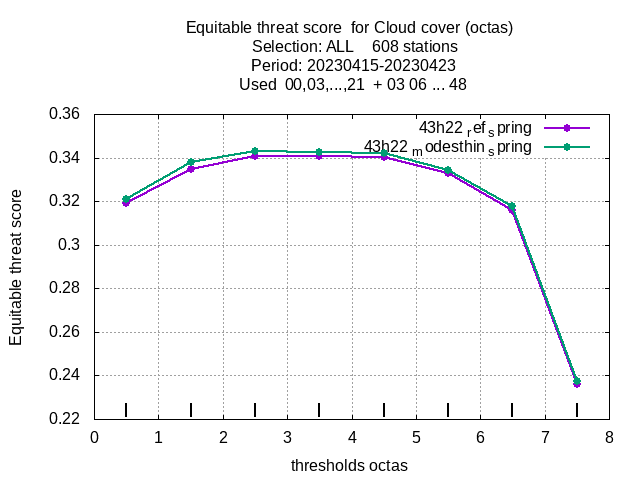 Equitable threat score for Cloud cover (octas)
Selection: ALL 608 stations
Period: 20230415-20230423
Used 00,03,...,21 + 03 06 ... 48
43h22 ref spring
43h22 modesthin spring
Equitable threat score
0.36
0.34
0.32
0.3
0.28
0.26
0.24
0.22
0 1 2 3 4 5 6 7 8
thresholds octas